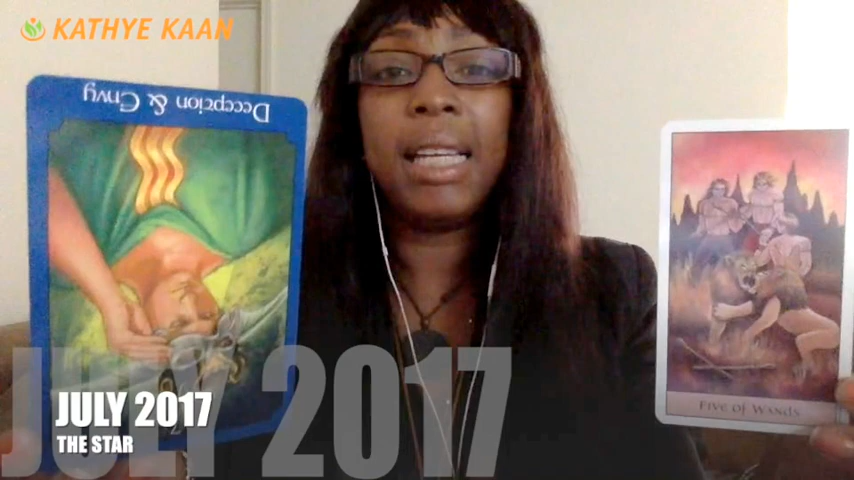 KATHYE KAAN
Deception & Envy
Five of Wands
JULY 2017
JULY 2017
THE STAR